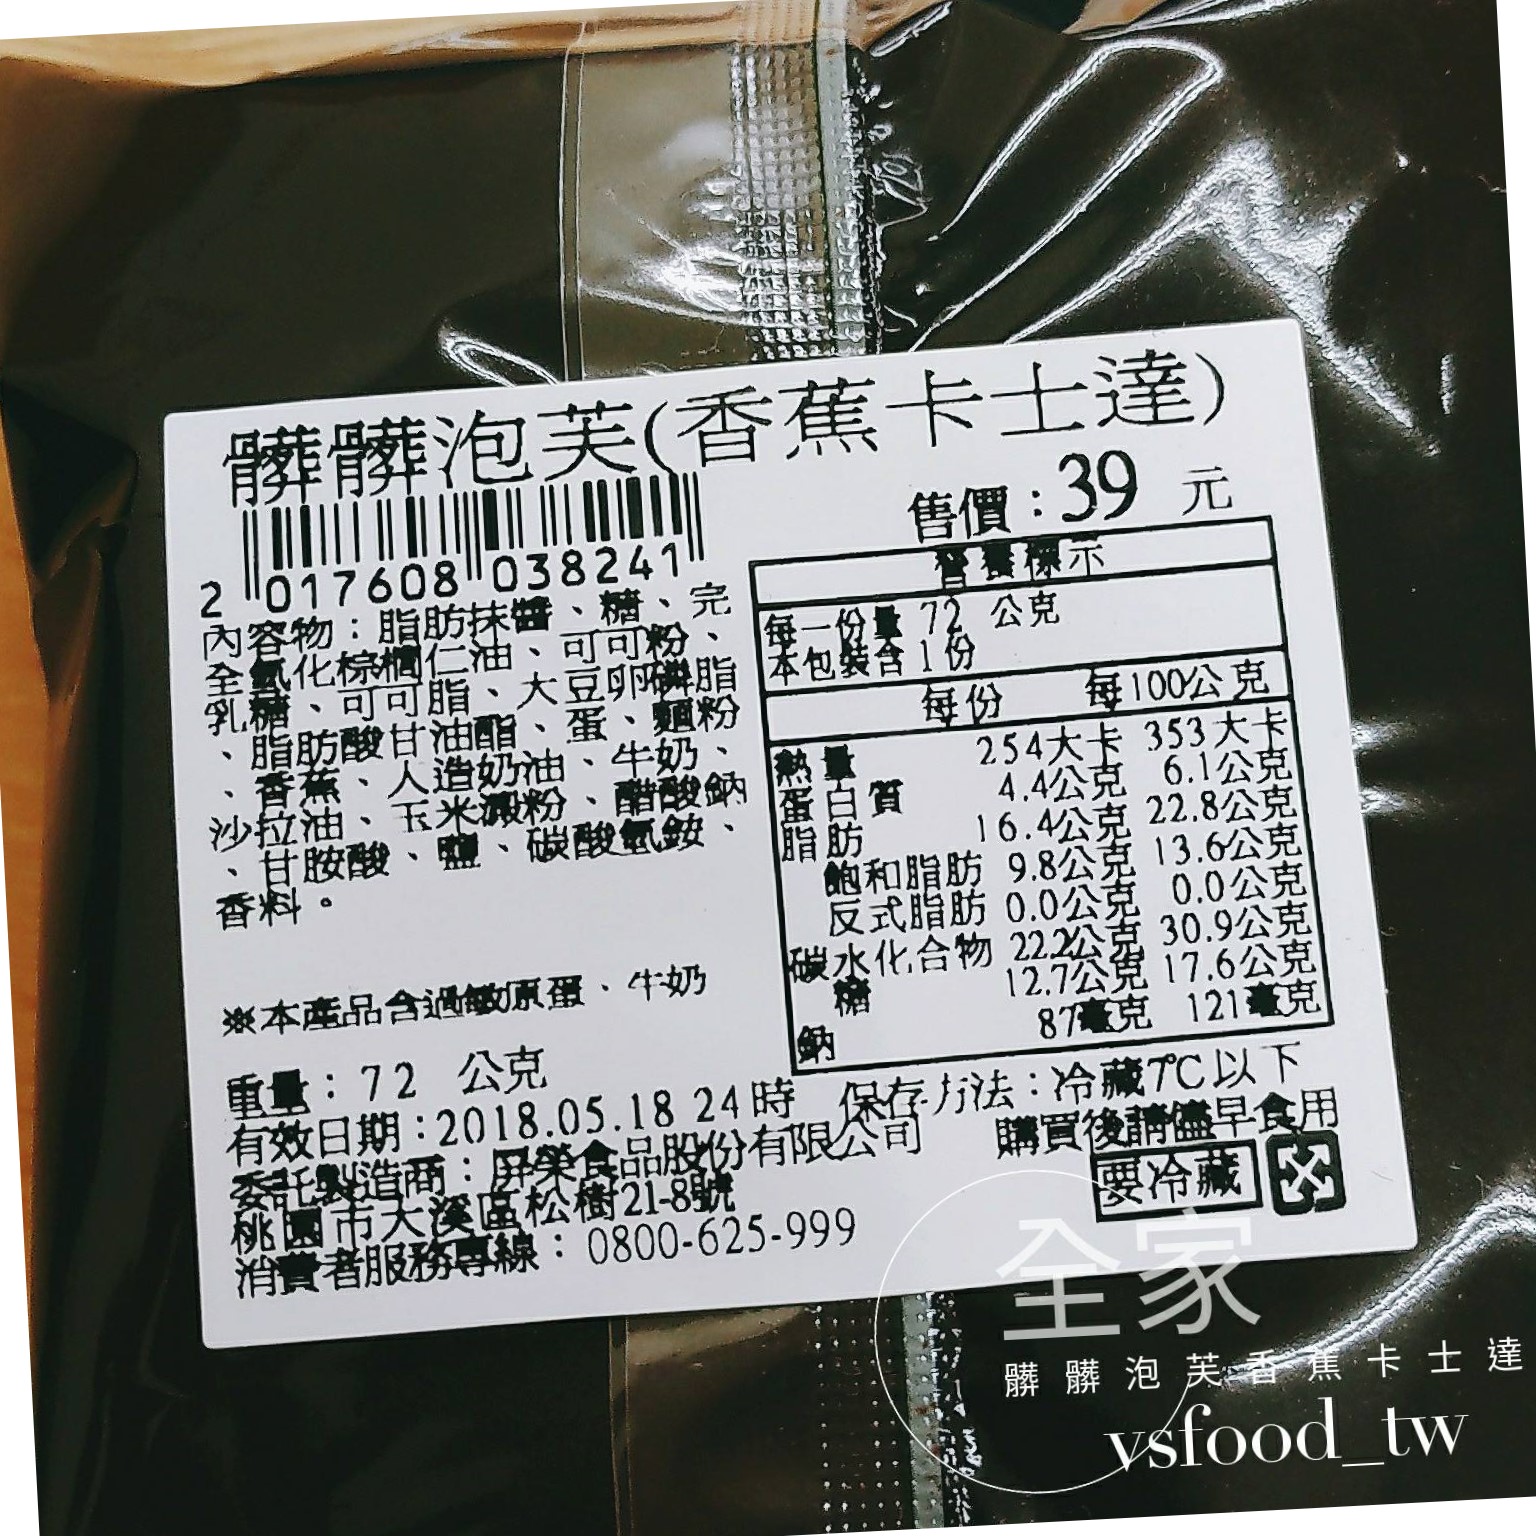 髒髒泡芙(香蕉卡士達)
售價：39 元
2 017608 038241
內容物：脂肪抹醬、糖、完
全氫化棕櫚仁油、可可粉、
乳糖、可可脂、大豆卵磷脂
、脂肪酸甘油酯、蛋、麵粉
、香蕉、人造奶油、牛奶、
沙拉油、玉米澱粉、醋酸鈉
、甘胺酸、鹽、碳酸氫銨、
香料。
※本產品含過敏原蛋、牛奶
營養標示
每一份量 72 公克
本包裝含 1 份
每份 每100公克
熱量 254大卡 353大卡
蛋白質 4.4公克 6.1公克
脂肪 16.4公克 22.8公克
飽和脂肪 9.8公克 13.6公克
反式脂肪 0.0公克 0.0公克
碳水化合物 22.2公克 30.9公克
糖 12.7公克 17.6公克
鈉 87毫克 121毫克
重量：72 公克
有效日期：2018.05.18 24時 保存方法：冷藏7℃以下
委託製造商：屏榮食品股份有限公司 購買後請儘早食用
桃園市大溪區松樹21-8號
要冷藏
消費者服務專線：0800-625-999
全家
髒髒泡芙香蕉卡士達
vsfood_tw